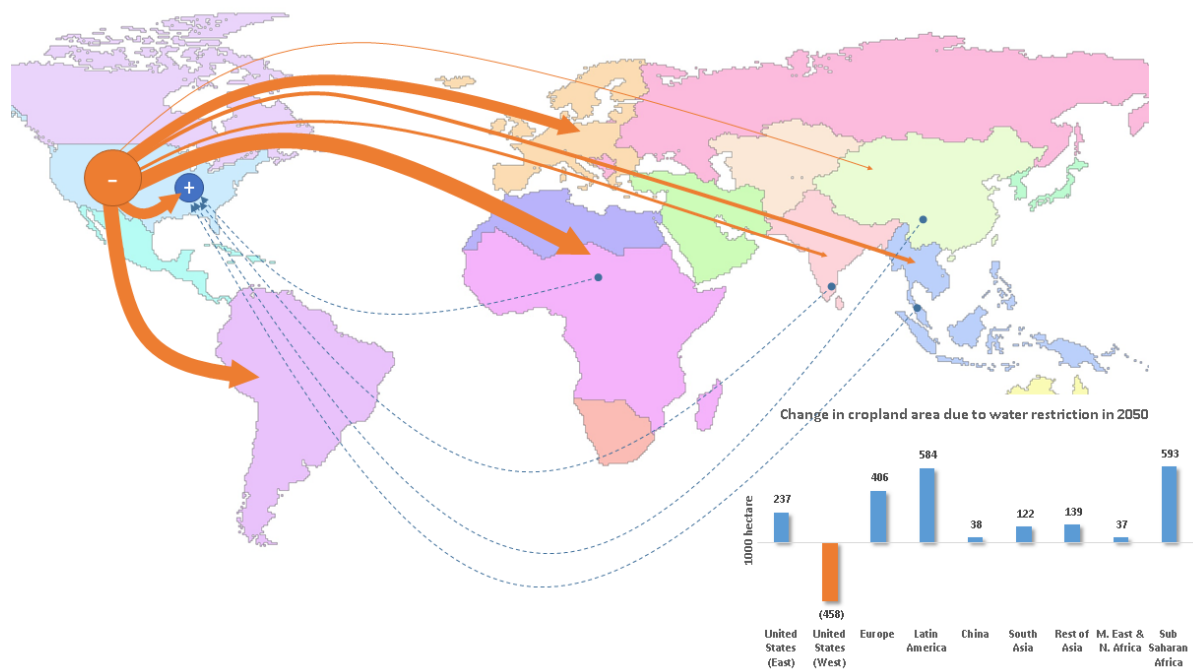 -
+
Change in cropland area due to water restriction in 2050
1000 hectare
237
(458)
406
584
38
122
139
37
593
United
States
(East)
United
States
(West)
Europe
Latin
America
China
South
Asia
Rest of
Asia
M. East &
N. Africa
Sub
Saharan
Africa